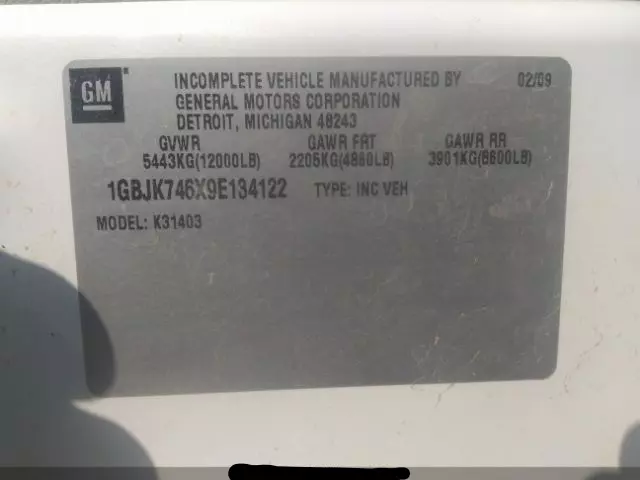 GM
INCOMPLETE VEHICLE MANUFACTURED BY 02/09
GENERAL MOTORS CORPORATION
DETROIT, MICHIGAN 48243
GVWR GAWR FRT GAWR RR
5443KG(12000LB) 2205KG(4860LB) 3901KG(8600LB)
1GBJK746X9E134122 TYPE: INC VEH
MODEL: K31403